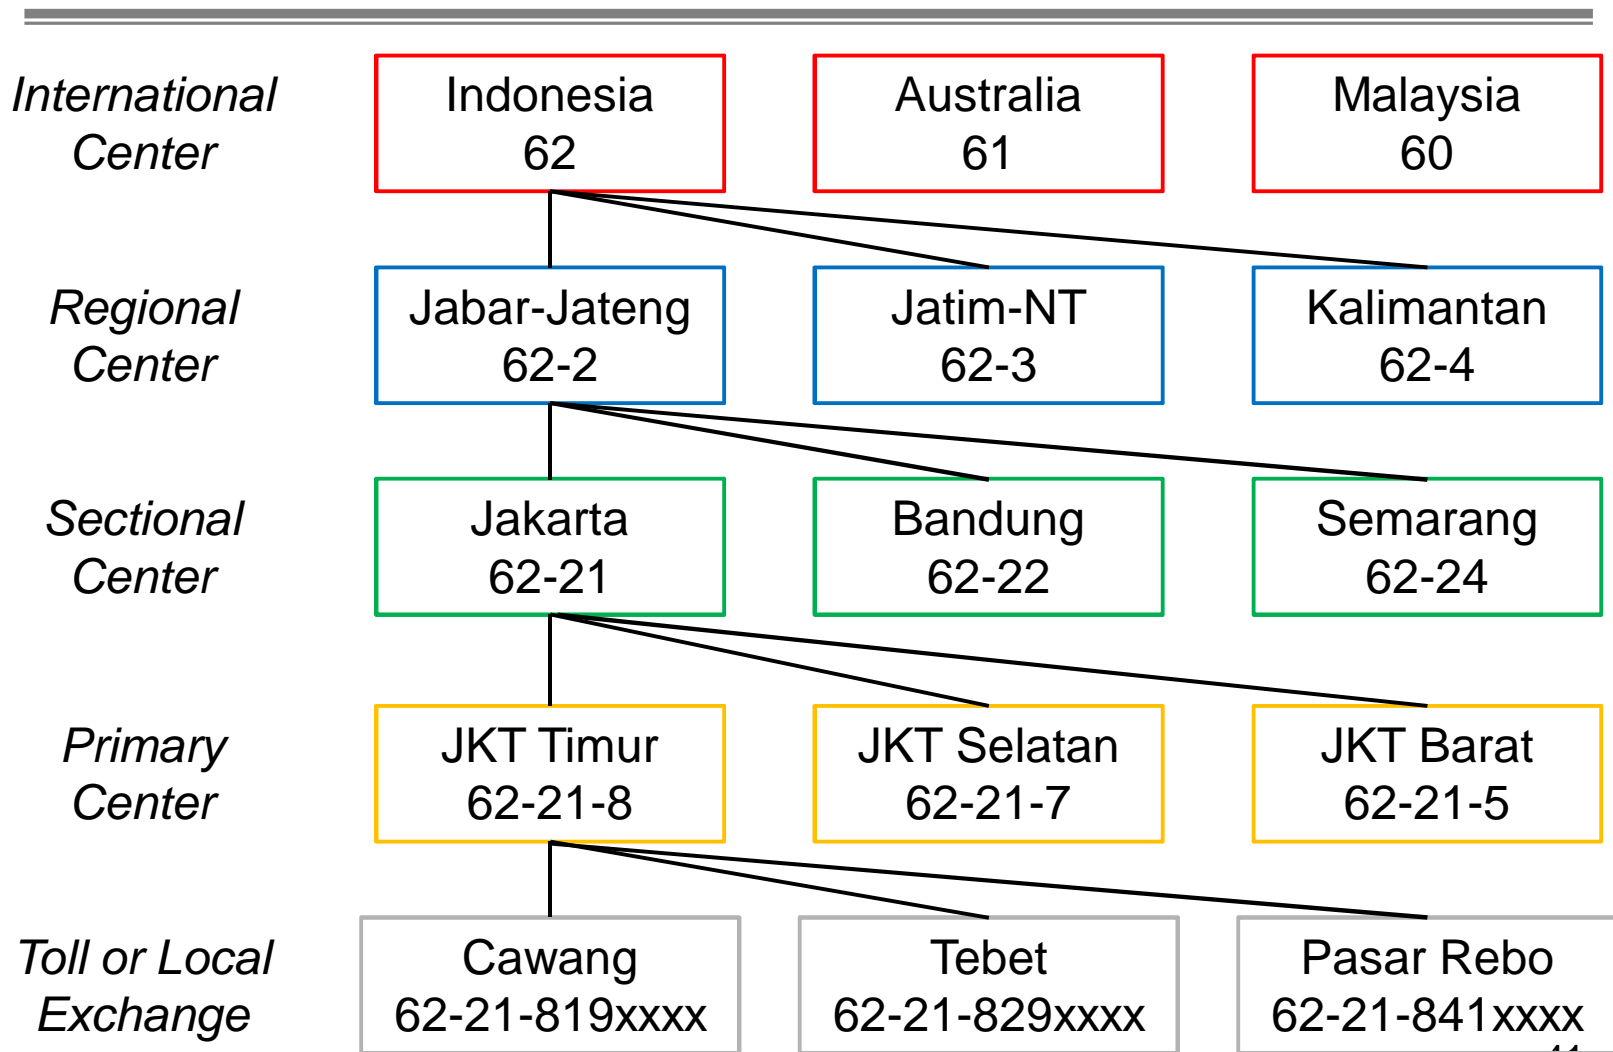 International
Center
Indonesia
62
Australia
61
Malaysia
60
Regional
Center
Jabar-Jateng
62-2
Jatim-NT
62-3
Kalimantan
62-4
Sectional
Center
Jakarta
62-21
Bandung
62-22
Semarang
62-24
Primary
Center
JKT Timur
62-21-8
JKT Selatan
62-21-7
JKT Barat
62-21-5
Toll or Local
Exchange
Cawang
62-21-819xxxx
Tebet
62-21-829xxxx
Pasar Rebo
62-21-841xxxx